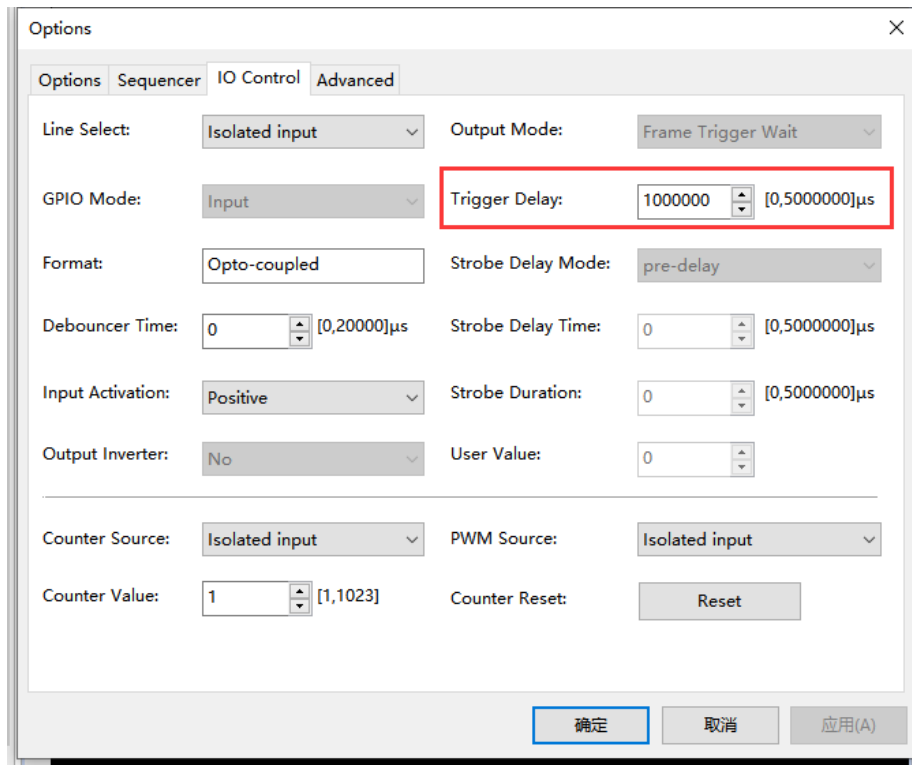 Options
Options Sequencer IO Control Advanced
Line Select: Isolated input Output Mode: Frame Trigger Wait
GPIO Mode: Input Trigger Delay: 1000000 [0,5000000]µs
Format: Opto-coupled Strobe Delay Mode: pre-delay
Debouncer Time: 0 [0,20000]µs Strobe Delay Time: 0 [0,5000000]µs
Input Activation: Positive Strobe Duration: 0 [0,5000000]µs
Output Inverter: No User Value: 0
Counter Source: Isolated input PWM Source: Isolated input
Counter Value: 1 [1,1023] Counter Reset: Reset
确定 取消 应用(A)